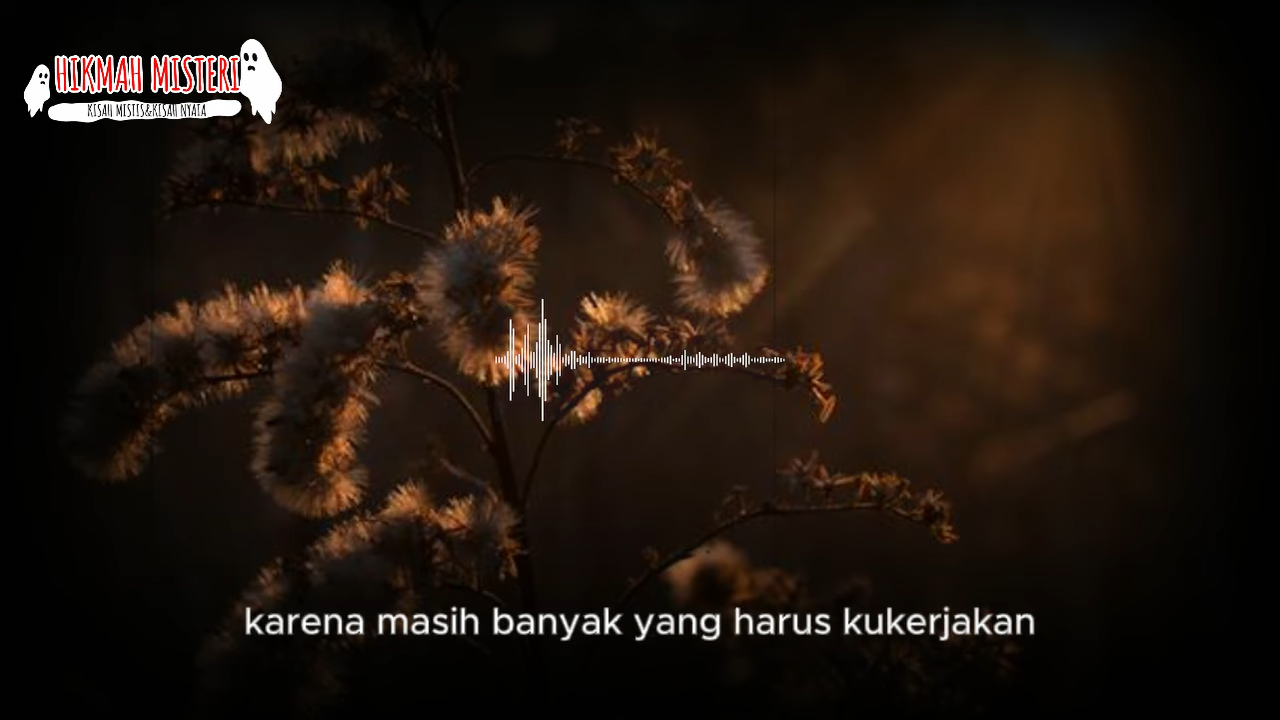 HIKMAH MISTERI
KISAH MISTIS&KISAH NYATA
karena masih banyak yang harus kukerjakan